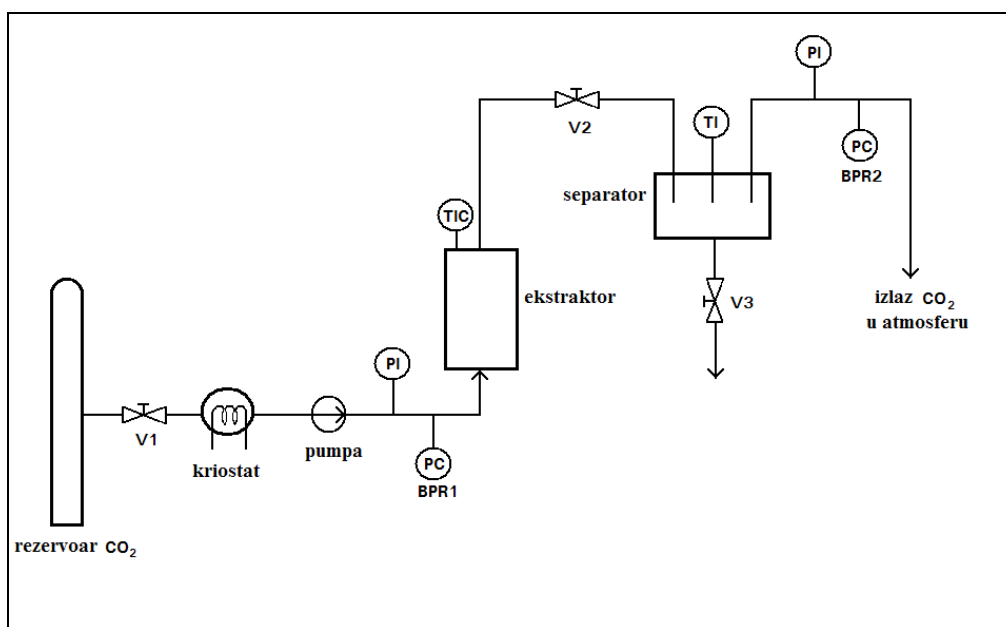 PI
V2
TI
PC
BPR2
separator
TIC
ekstraktor
izlaz CO₂
u atmosferu
V3
PI
V1
kriostat
pumpa
PC
BPR1
rezervoar CO₂